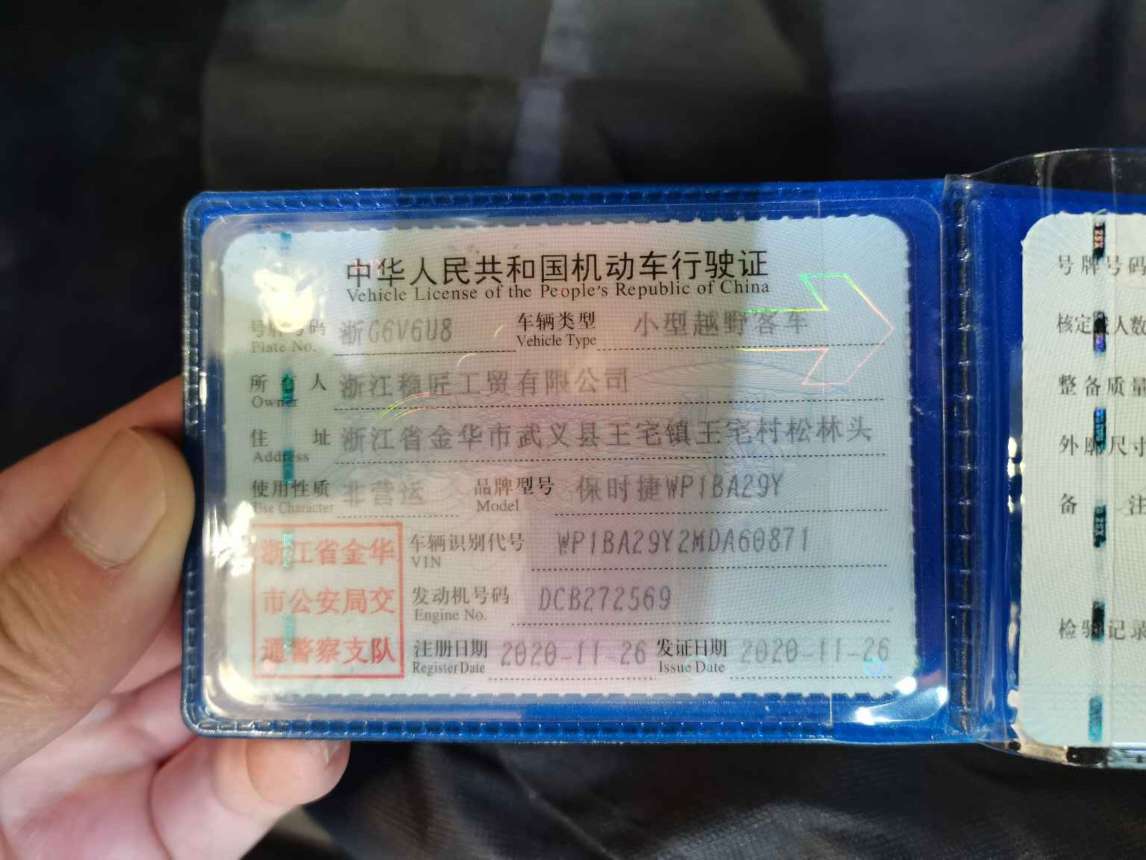 中华人民共和国机动车行驶证
Vehicle License of the People's Republic of China
号牌号码 浙G6V6U8 车辆类型 小型越野客车
Plate No. Vehicle Type
所有人 浙江稳匠工贸有限公司
Owner
住址 浙江省金华市武义县王宅镇王宅村松林头
Address
使用性质 非营运 品牌型号 保时捷WP1BA29Y
Use Character Model
浙江省金华 车辆识别代号 WP1BA29Y2MDA60871
VIN
市公安局交 发动机号码 DCB272569
Engine No.
通警察支队 注册日期 2020-11-26 发证日期 2020-11-26
Register Date Issue Date
号牌号码
核定载人数
整备质量
外廓尺寸
备注
检验记录